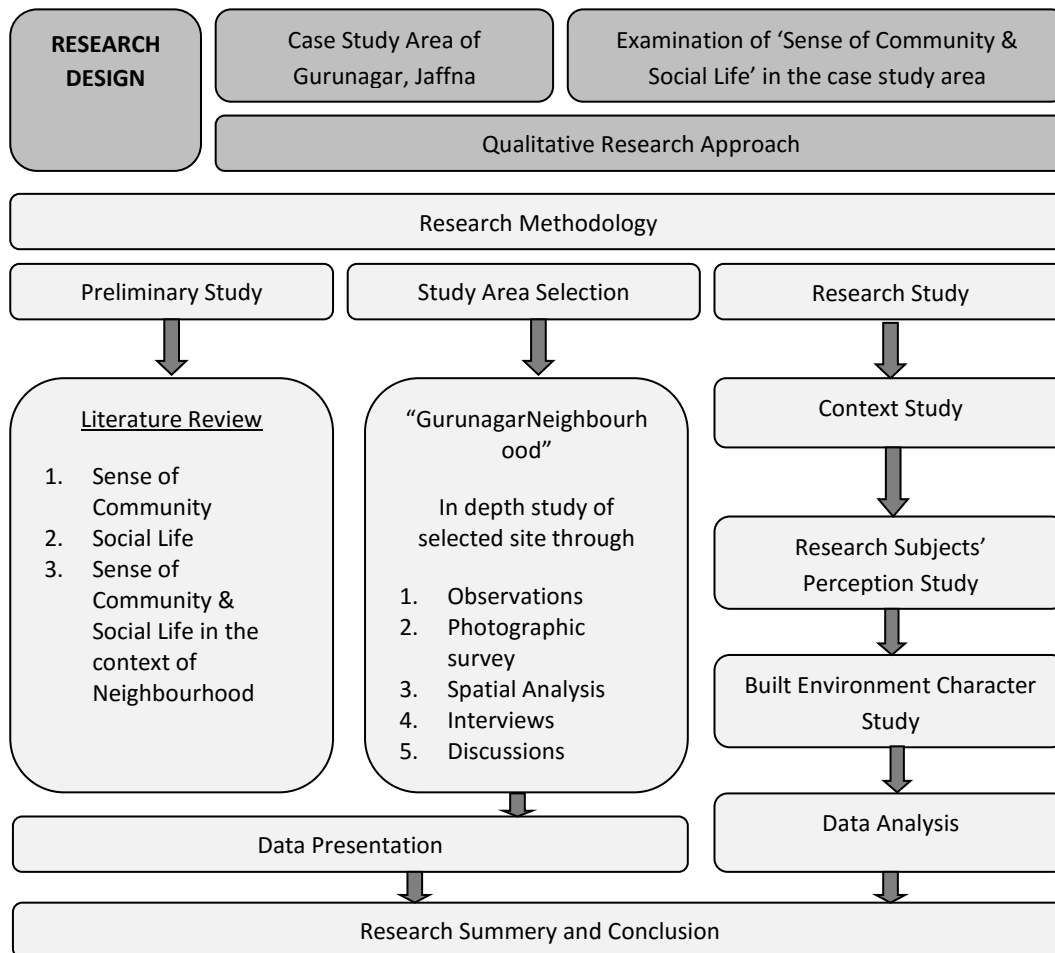 RESEARCH
DESIGN
Case Study Area of
Gurunagar, Jaffna
Examination of ‘Sense of Community &
Social Life’ in the case study area
Qualitative Research Approach
Research Methodology
Preliminary Study
Study Area Selection
Research Study
Literature Review
1. Sense of
Community
2. Social Life
3. Sense of
Community &
Social Life in the
context of
Neighbourhood
“GurunagarNeighbourh
ood”
In depth study of
selected site through
1. Observations
2. Photographic
survey
3. Spatial Analysis
4. Interviews
5. Discussions
Context Study
Research Subjects’
Perception Study
Built Environment Character
Study
Data Analysis
Data Presentation
Research Summery and Conclusion